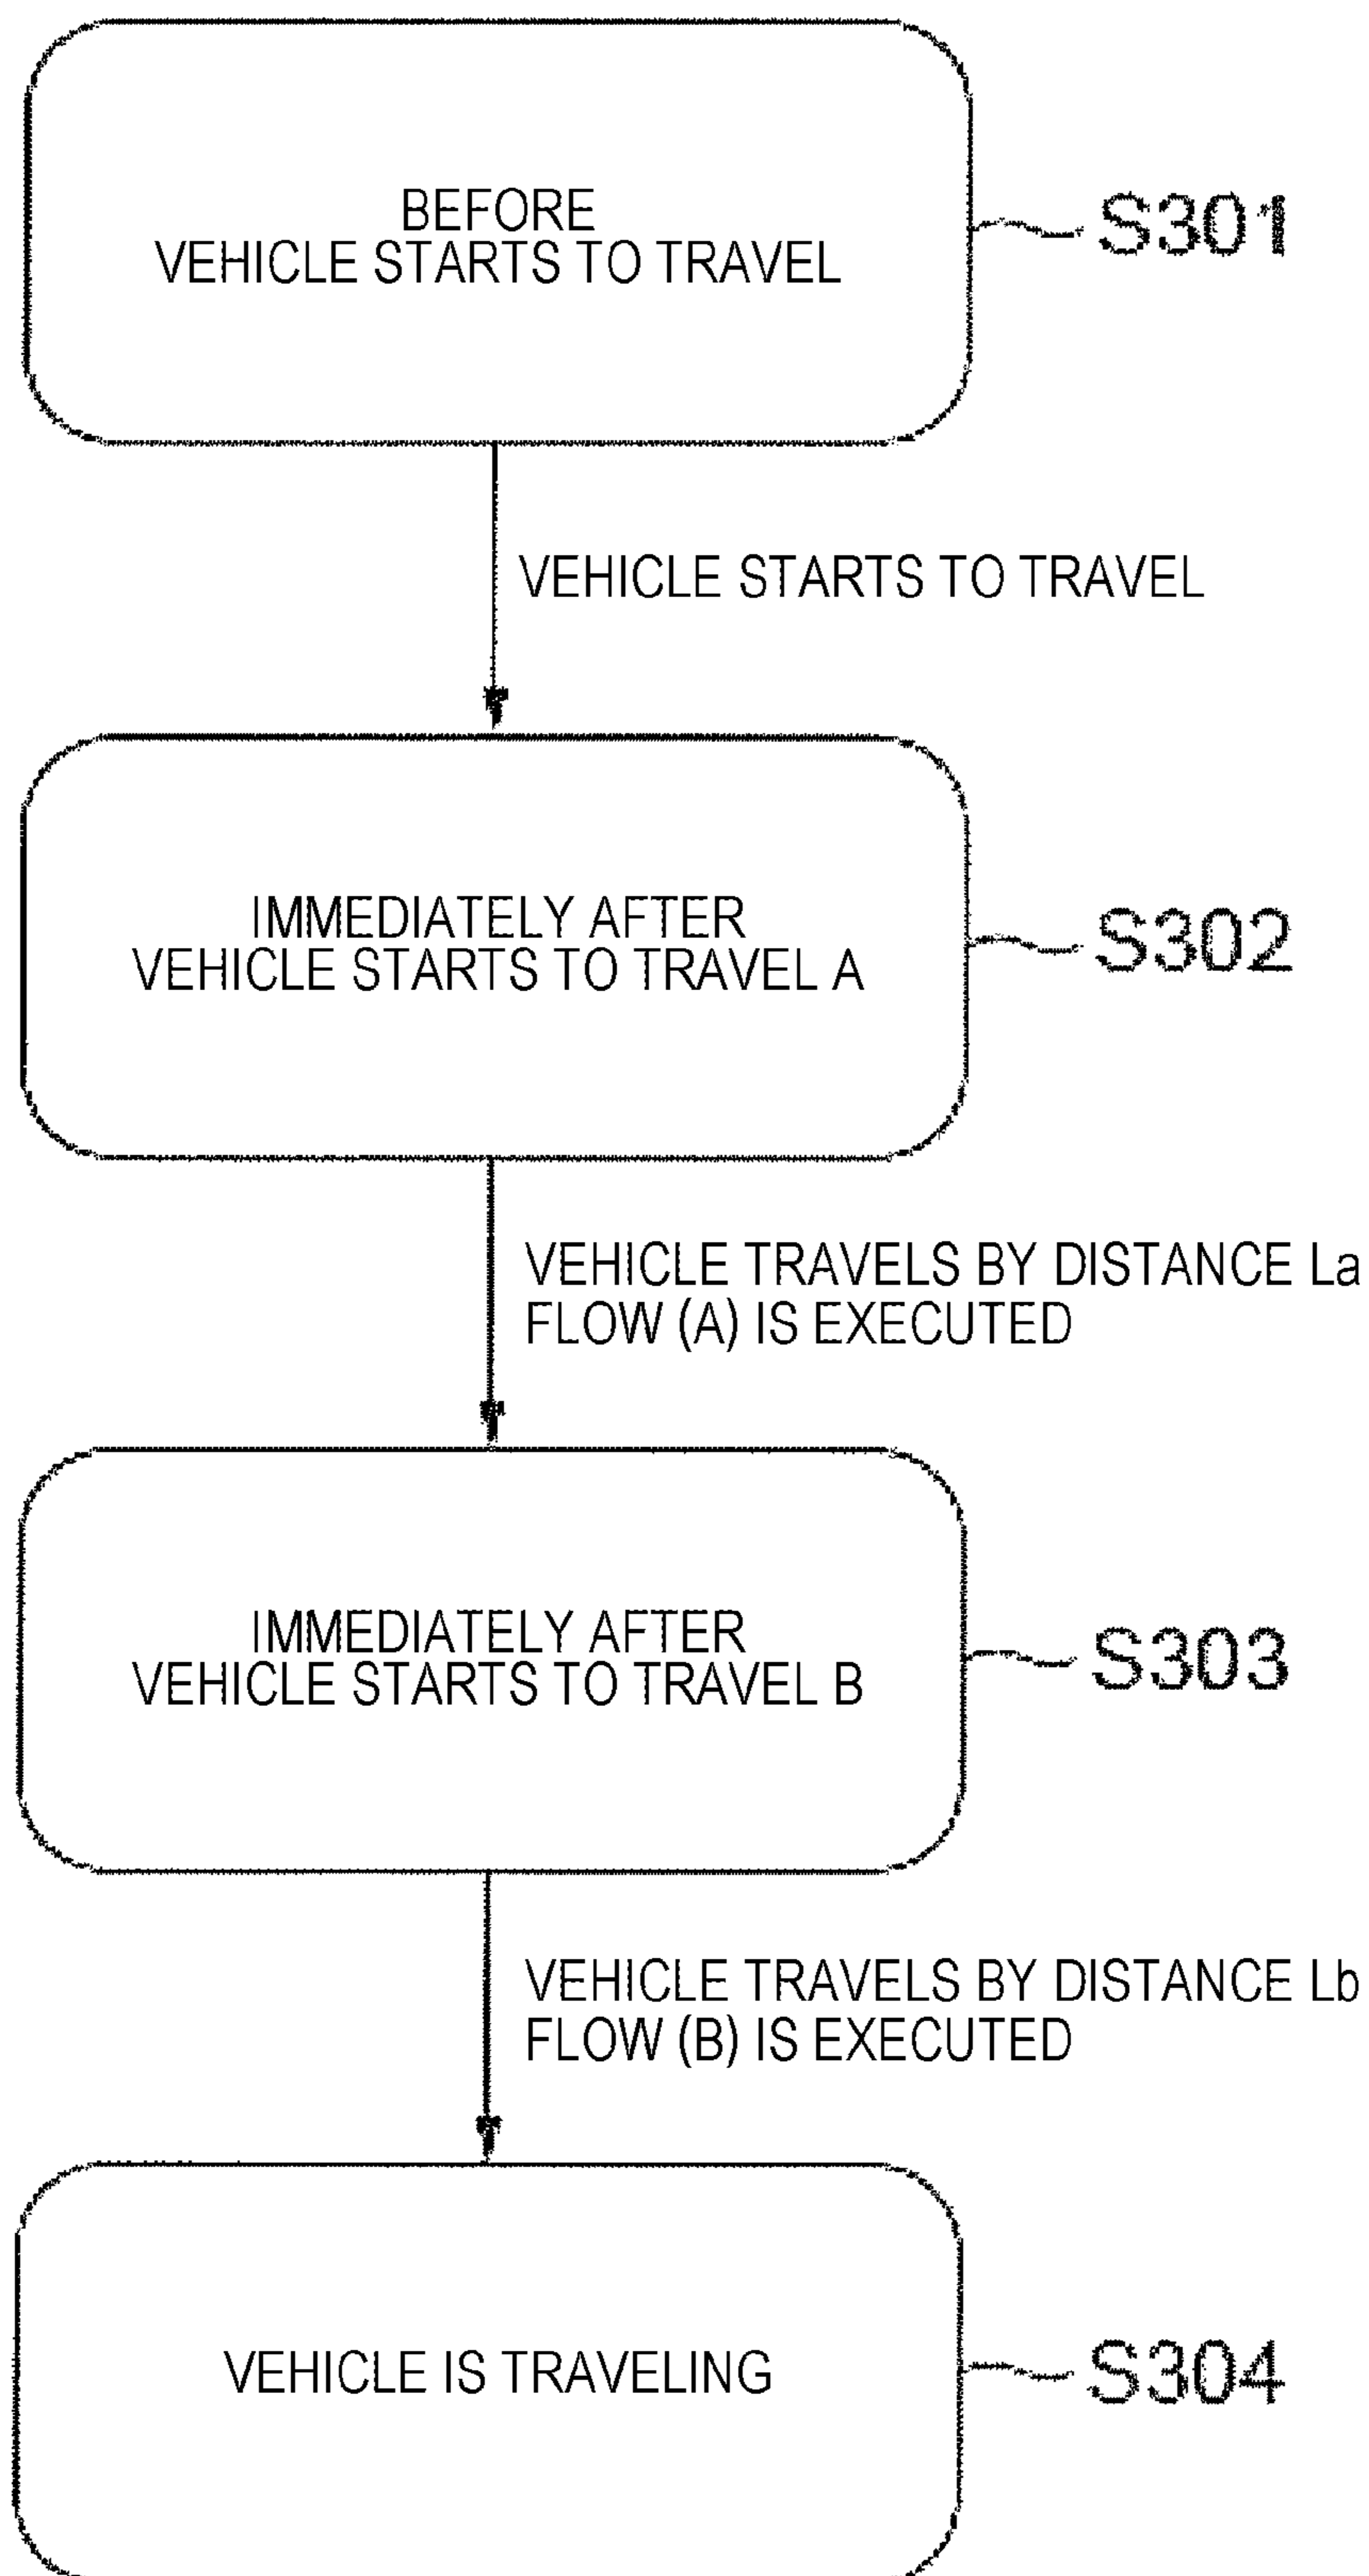 BEFORE
VEHICLE STARTS TO TRAVEL
S301
VEHICLE STARTS TO TRAVEL
IMMEDIATELY AFTER
VEHICLE STARTS TO TRAVEL A
S302
VEHICLE TRAVELS BY DISTANCE La
FLOW (A) IS EXECUTED
IMMEDIATELY AFTER
VEHICLE STARTS TO TRAVEL B
S303
VEHICLE TRAVELS BY DISTANCE Lb
FLOW (B) IS EXECUTED
VEHICLE IS TRAVELING
S304